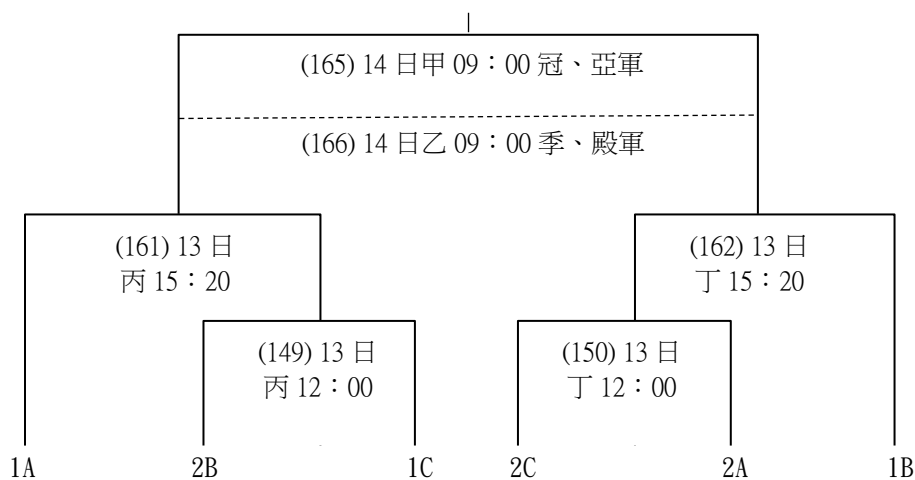 (165) 14 日甲 09：00 冠、亞軍
(166) 14 日乙 09：00 季、殿軍
(161) 13 日
丙 15：20
(162) 13 日
丁 15：20
(149) 13 日
丙 12：00
(150) 13 日
丁 12：00
1A 2B 1C 2C 2A 1B